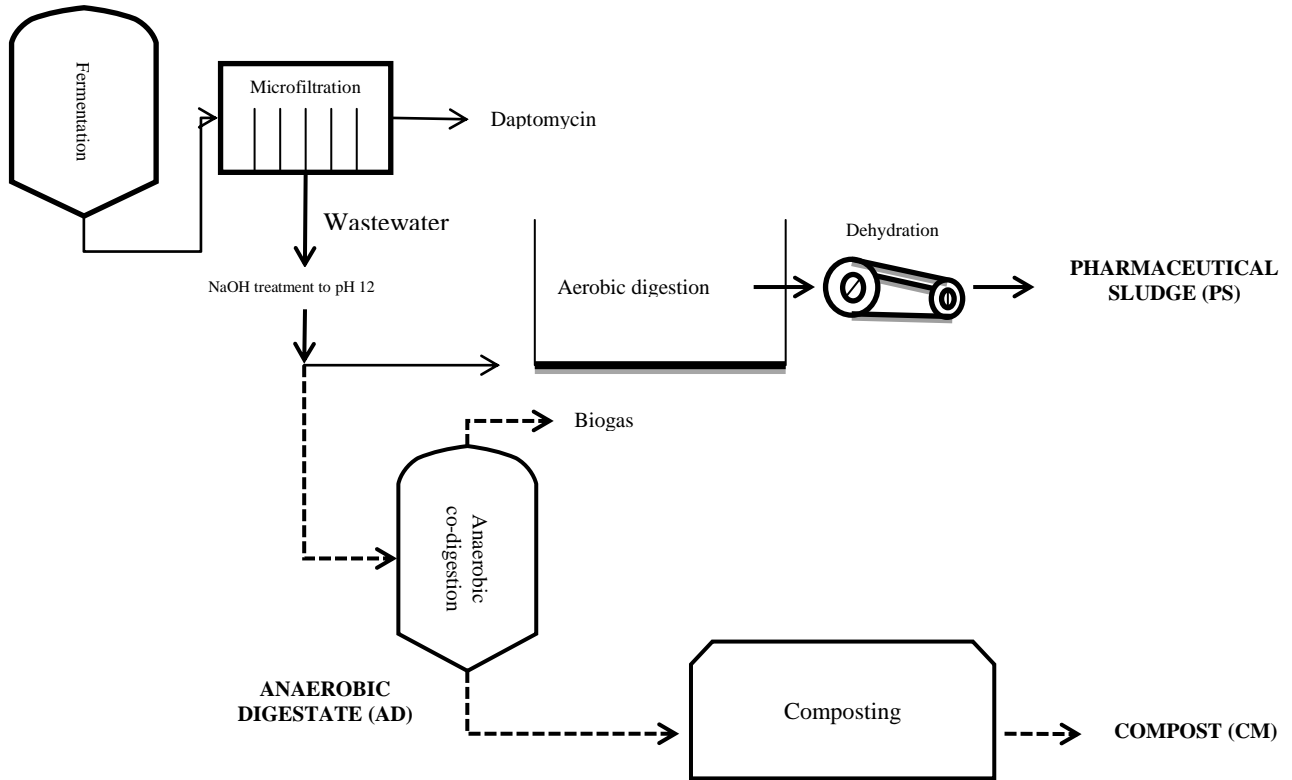 Fermentation
Microfiltration
Daptomycin
Wastewater
NaOH treatment to pH 12
Aerobic digestion
Dehydration
PHARMACEUTICAL
SLUDGE (PS)
Biogas
Anaerobic
co-digestion
ANAEROBIC
DIGESTATE (AD)
Composting
COMPOST (CM)